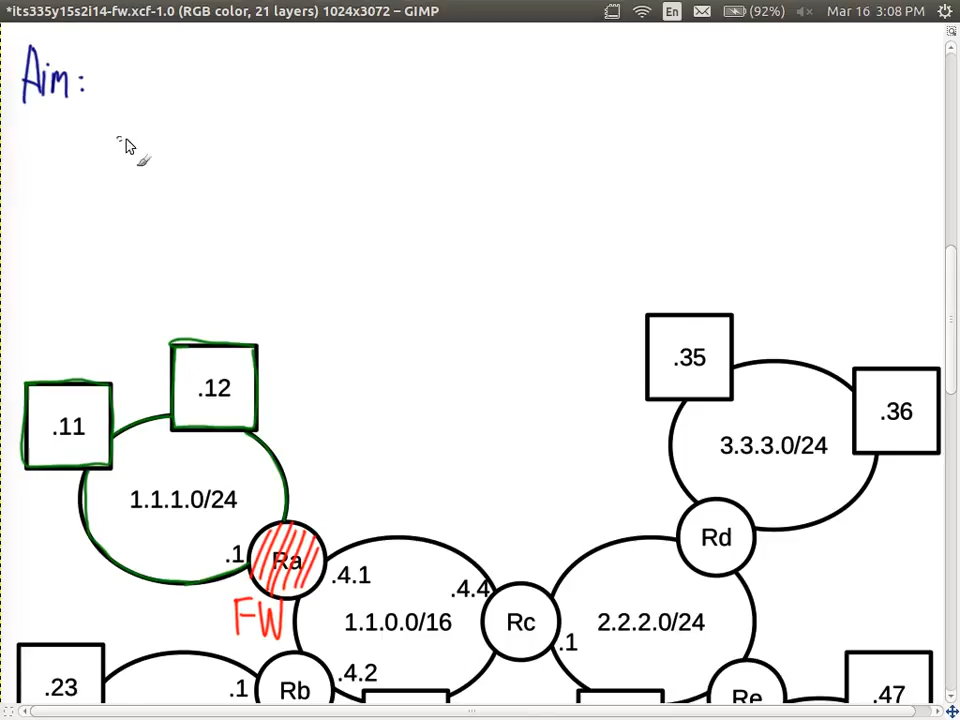 *its335y15s2i14-fw.xcf-1.0 (RGB color, 21 layers) 1024x3072 – GIMP
En
(92%)
Mar 16 3:08 PM
Aim:
.35
.12
.36
.11
3.3.3.0/24
1.1.1.0/24
Rd
.1
Ra
.4.1
.4.4
FW
1.1.0.0/16
Rc
2.2.2.0/24
.1
.4.2
.23
.1
Rb
Re
.47